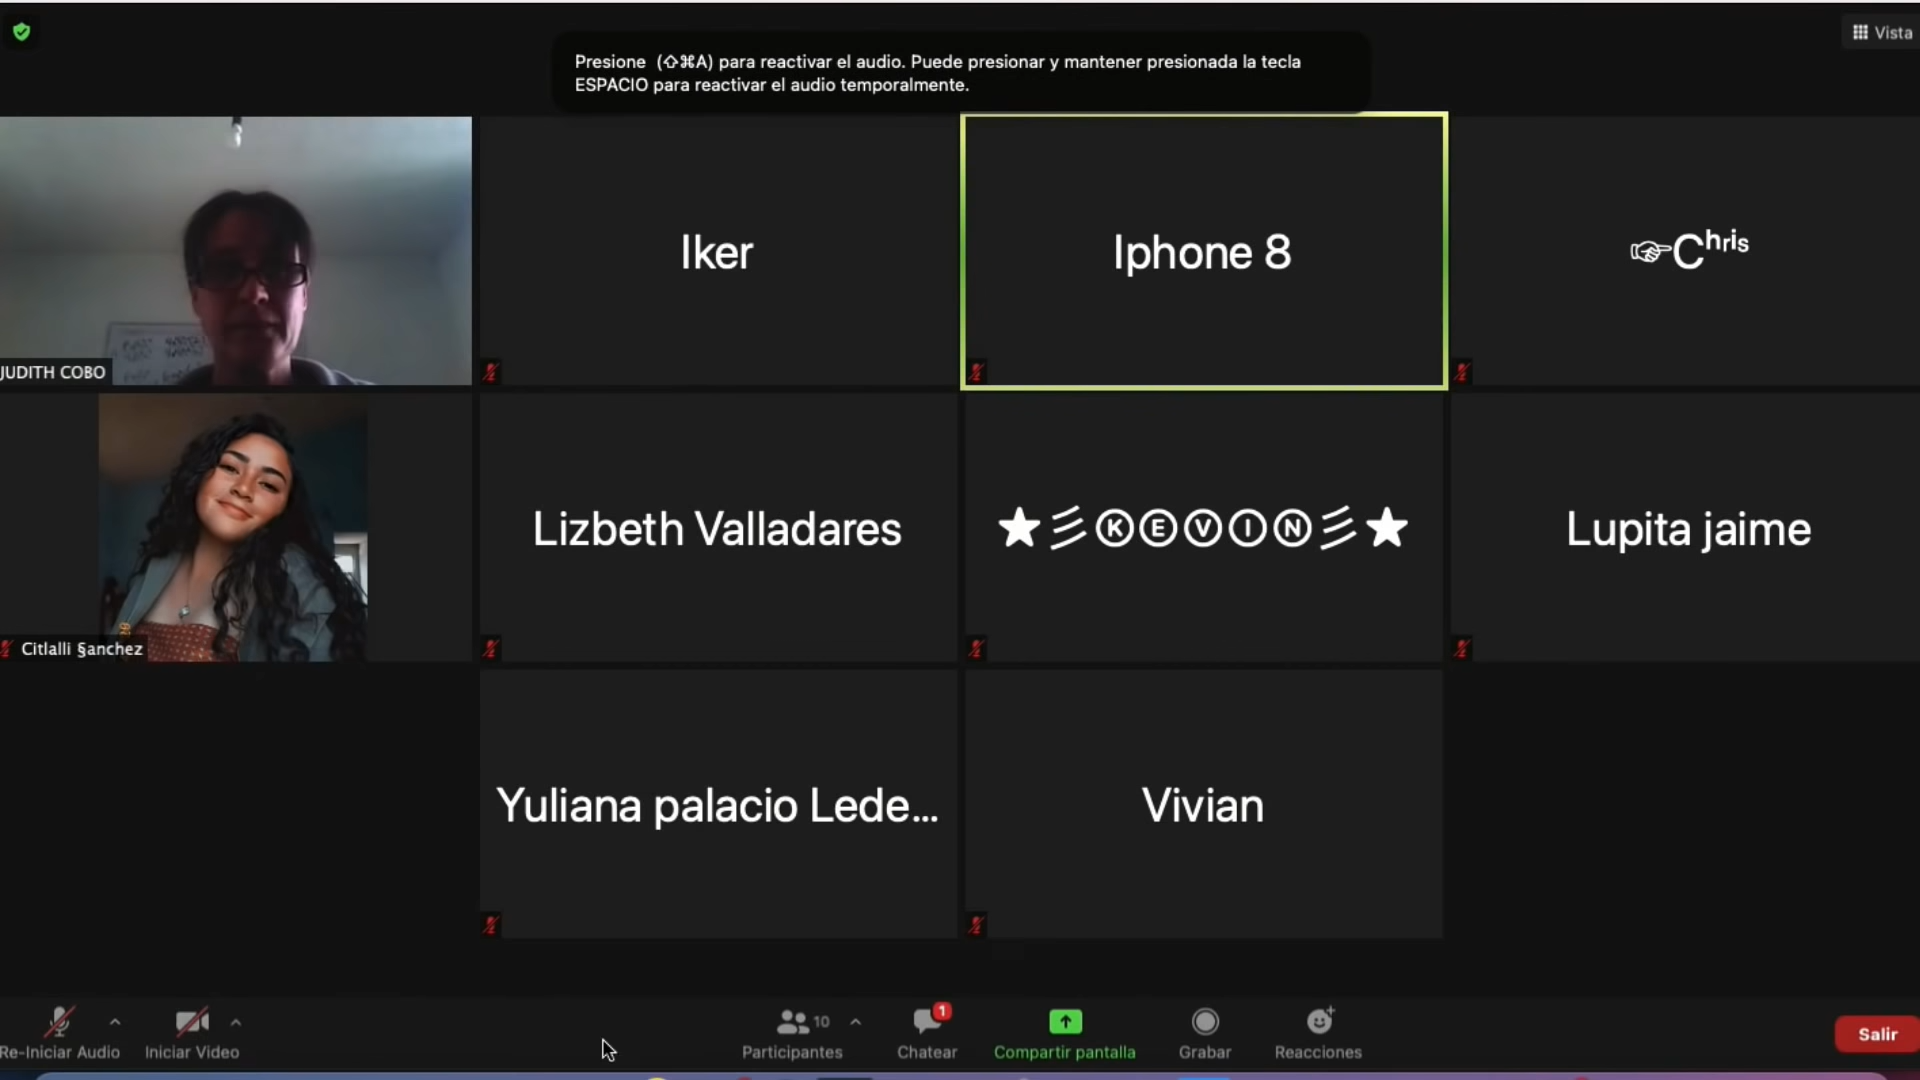 Vista
Presione (⇧⌘A) para reactivar el audio. Puede presionar y mantener presionada la tecla
ESPACIO para reactivar el audio temporalmente.
JUDITH COBO
Iker
Iphone 8
☞Cʰʳⁱˢ
Citlalli §anchez
Lizbeth Valladares
★彡ⓀⒺⓋⒾⓃ彡★
Lupita jaime
Yuliana palacio Lede...
Vivian
Re-Iniciar Audio
Iniciar Video
10
Participantes
1
Chatear
Compartir pantalla
Grabar
Reacciones
Salir